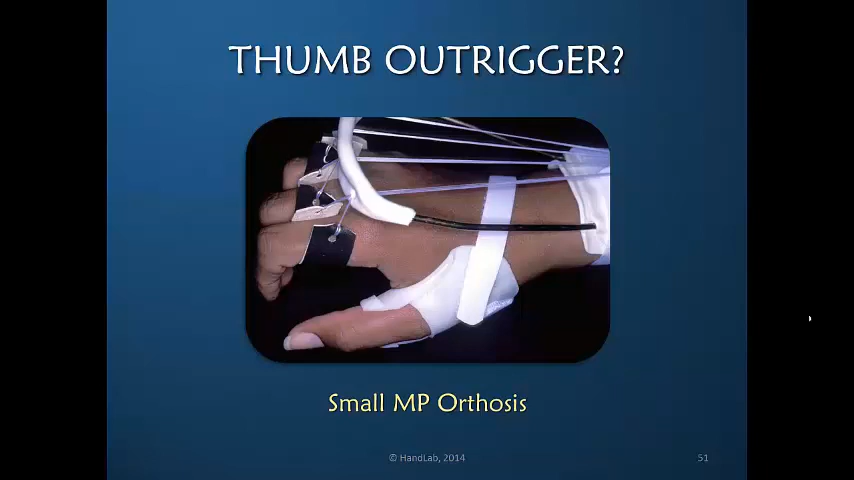 THUMB OUTRIGGER?
Small MP Orthosis
© HandLab, 2014
51